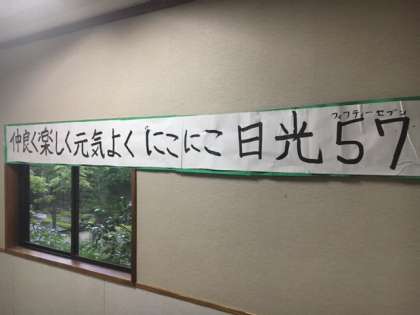 仲良く楽しく元気よく にこにこ 日光57
フィフティーセブン